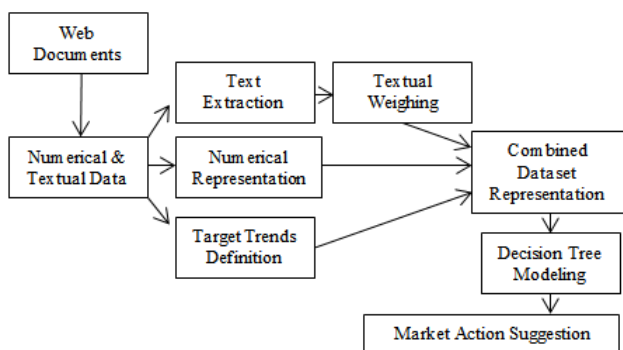 Web
Documents
Text
Extraction
Textual
Weighing
Numerical &
Textual Data
Numerical
Representation
Combined
Dataset
Representation
Target Trends
Definition
Decision Tree
Modeling
Market Action Suggestion